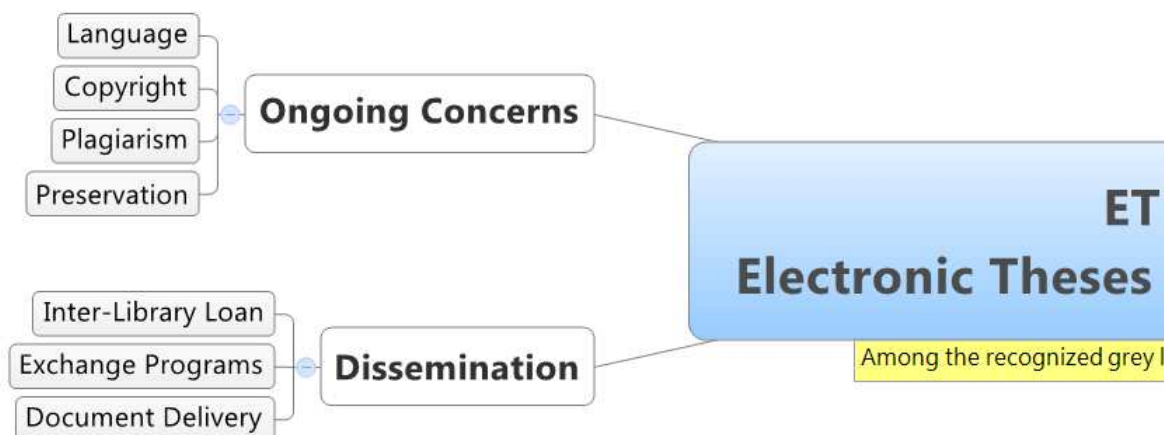 Language
Copyright
Plagiarism
Preservation
Ongoing Concerns
Inter-Library Loan
Exchange Programs
Document Delivery
Dissemination
ET
Electronic Theses
Among the recognized grey l